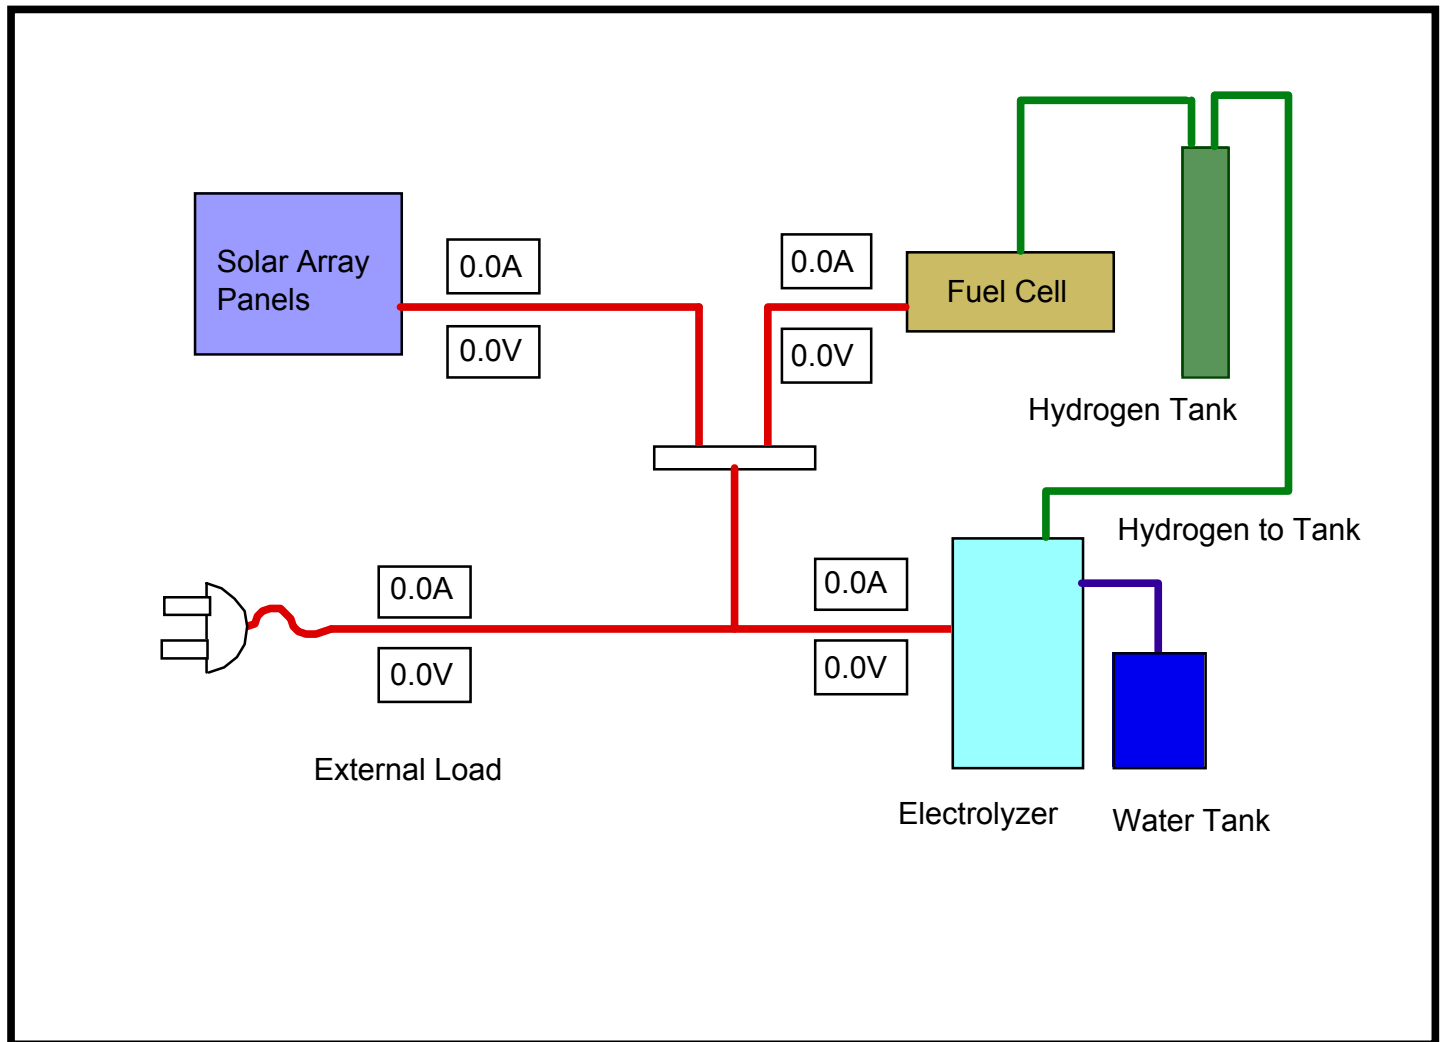 Solar Array
Panels
0.0A
0.0V
0.0A
0.0V
Fuel Cell
Hydrogen Tank
Hydrogen to Tank
0.0A
0.0V
External Load
0.0A
0.0V
Electrolyzer
Water Tank